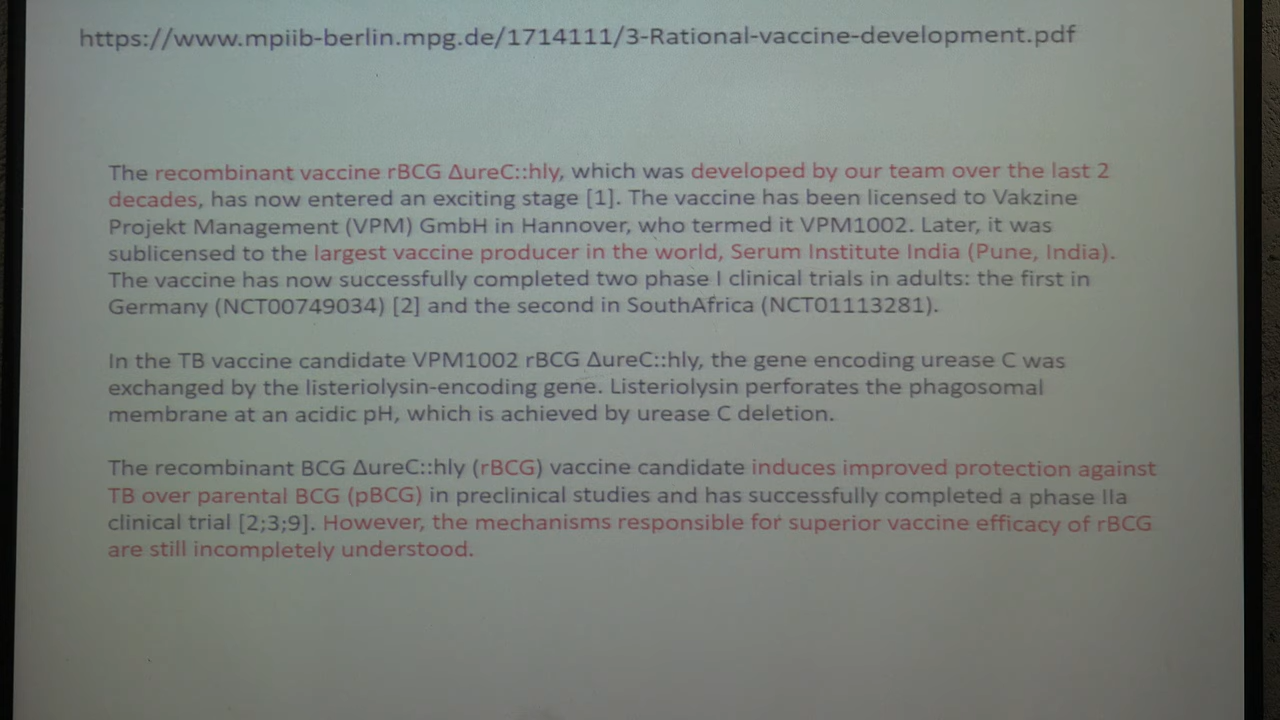 https://www.mpiib-berlin.mpg.de/1714111/3-Rational-vaccine-development.pdf
The recombinant vaccine rBCG ΔureC::hly, which was developed by our team over the last 2
decades, has now entered an exciting stage [1]. The vaccine has been licensed to Vakzine
Projekt Management (VPM) GmbH in Hannover, who termed it VPM1002. Later, it was
sublicensed to the largest vaccine producer in the world, Serum Institute India (Pune, India).
The vaccine has now successfully completed two phase I clinical trials in adults: the first in
Germany (NCT00749034) [2] and the second in SouthAfrica (NCT01113281).
In the TB vaccine candidate VPM1002 rBCG ΔureC::hly, the gene encoding urease C was
exchanged by the listeriolysin-encoding gene. Listeriolysin perforates the phagosomal
membrane at an acidic pH, which is achieved by urease C deletion.
The recombinant BCG ΔureC::hly (rBCG) vaccine candidate induces improved protection against
TB over parental BCG (pBCG) in preclinical studies and has successfully completed a phase IIa
clinical trial [2;3;9]. However, the mechanisms responsible for superior vaccine efficacy of rBCG
are still incompletely understood.